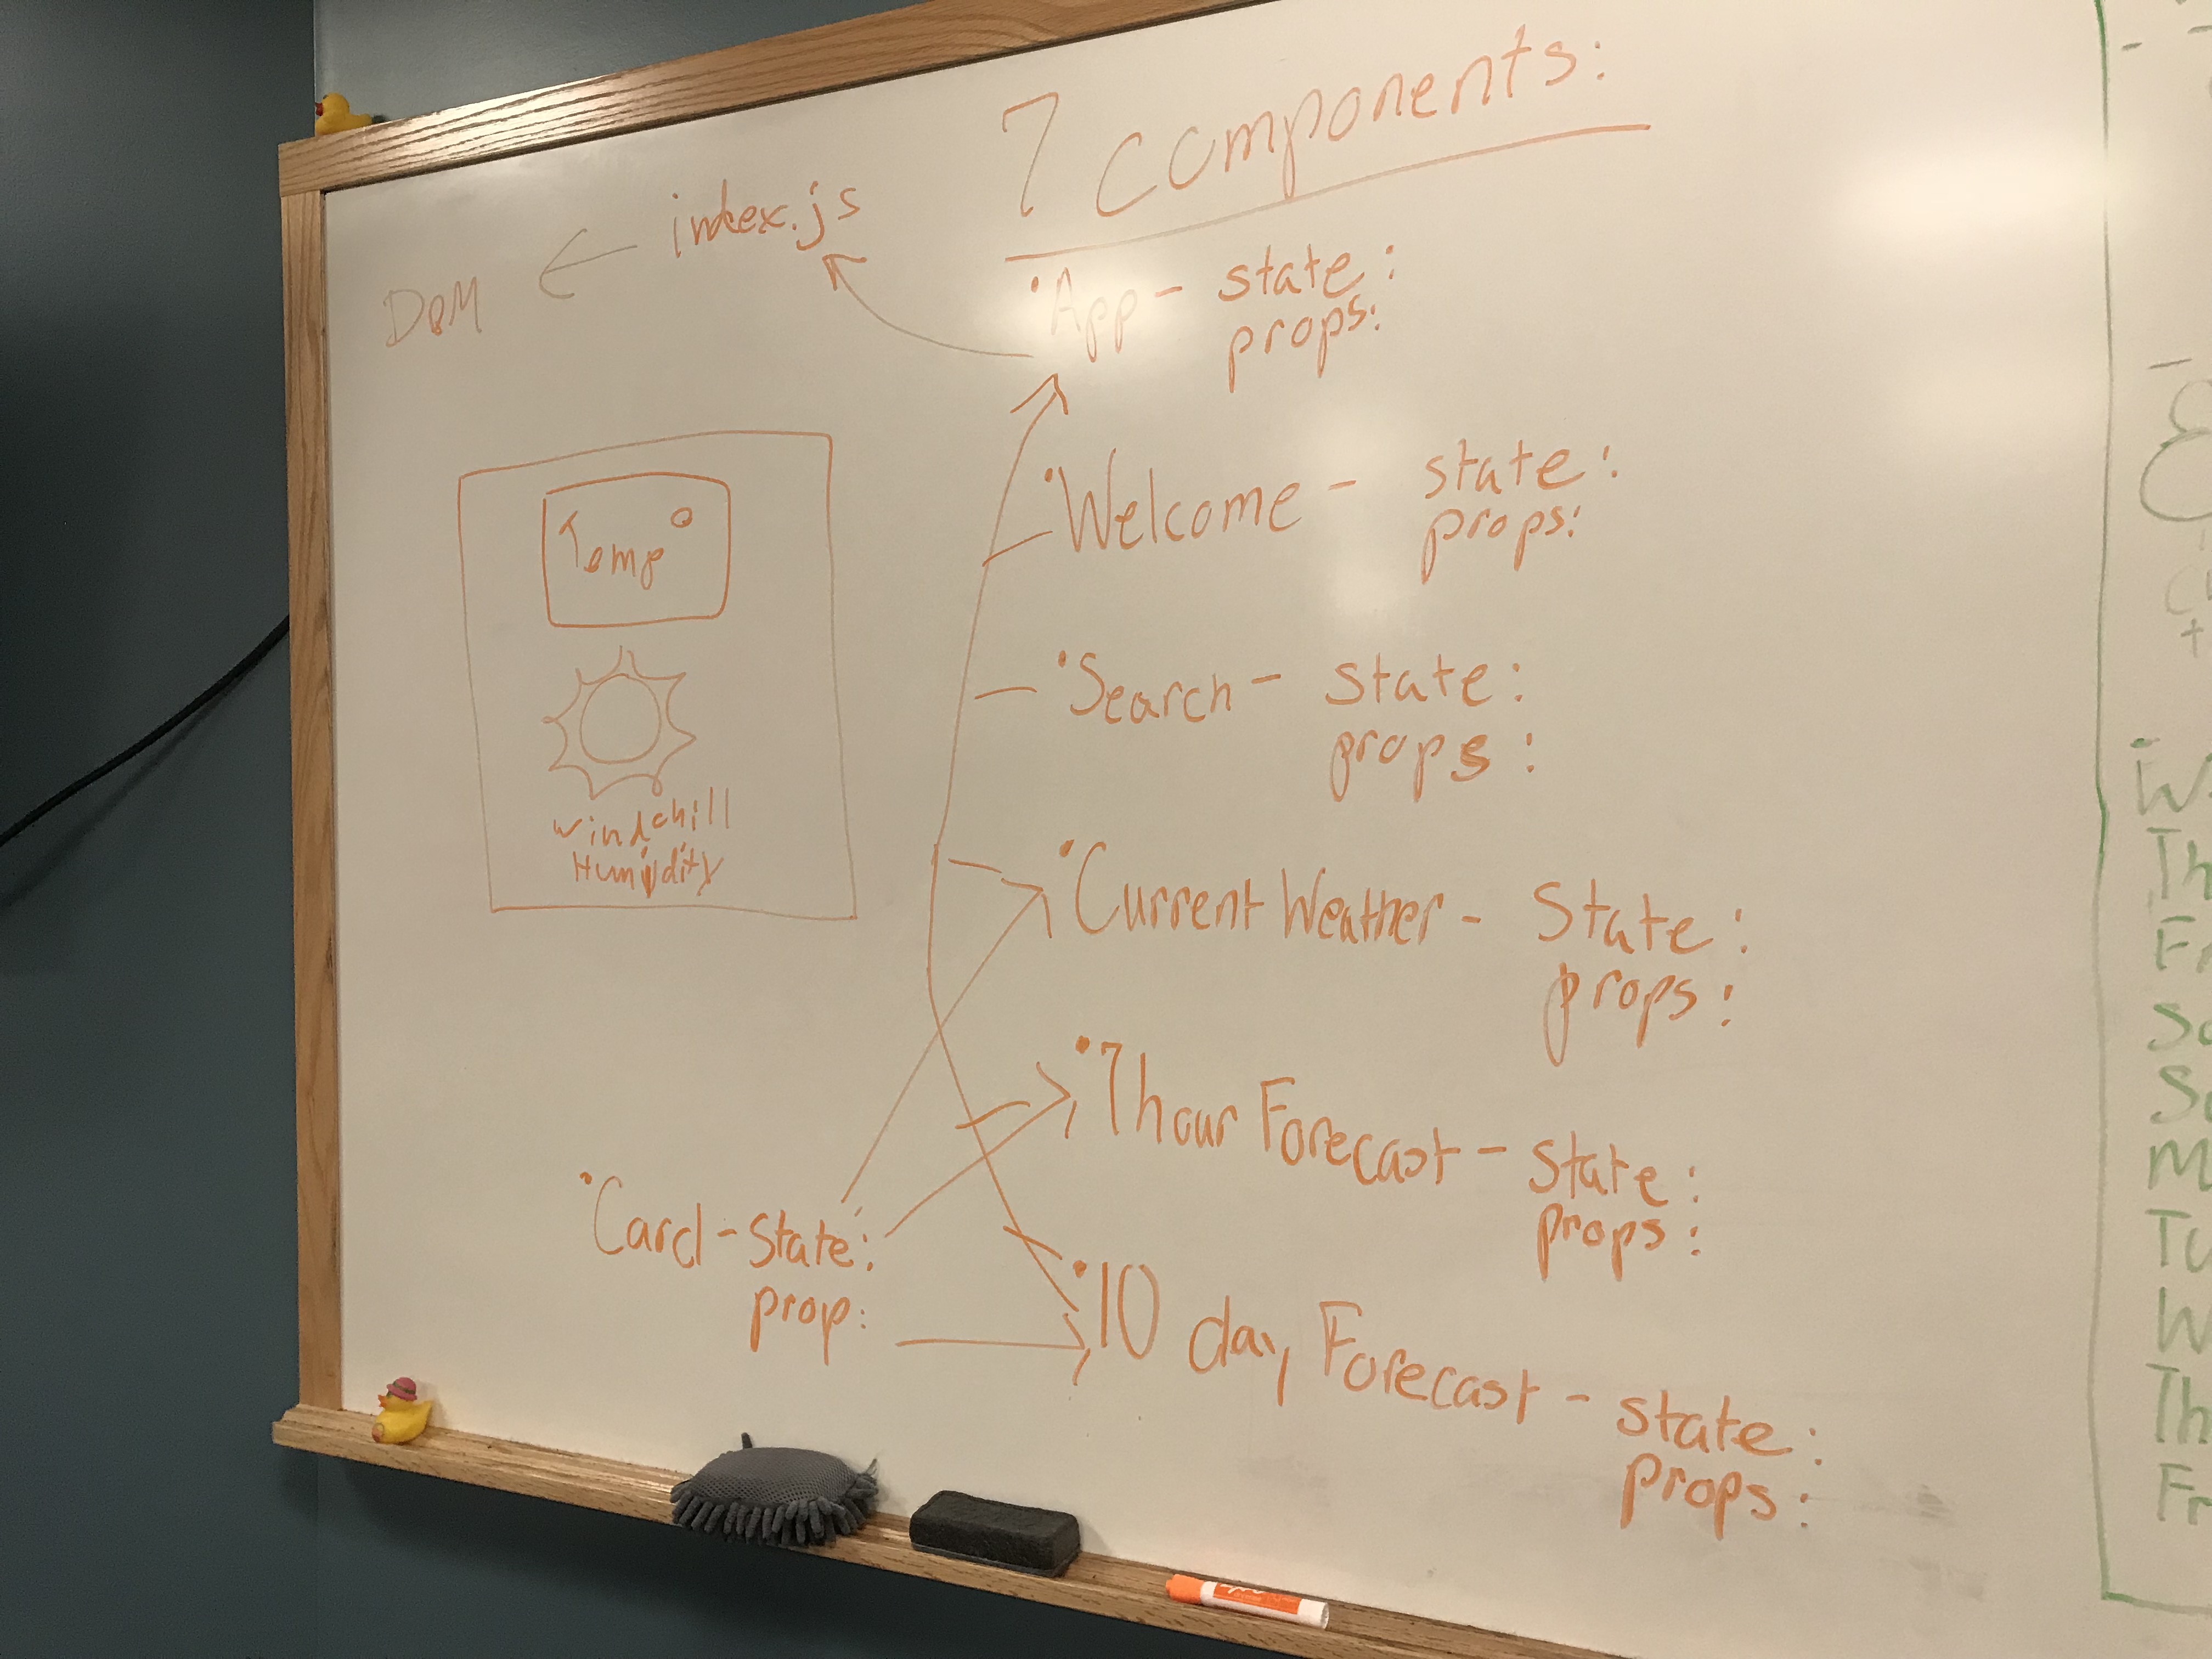 7 Components:
DOM
index.js
•App - state:
props:
Temp °
•Welcome - state:
props:
•Search - state:
props:
windchill
Humidity
•Current Weather - State:
props:
•7hour Forecast - state:
props:
•Card - State:
prop:
•10 day Forecast - state:
props:
W
Th
Fr
Sa
Su
M
Tu
W
Th
Fr